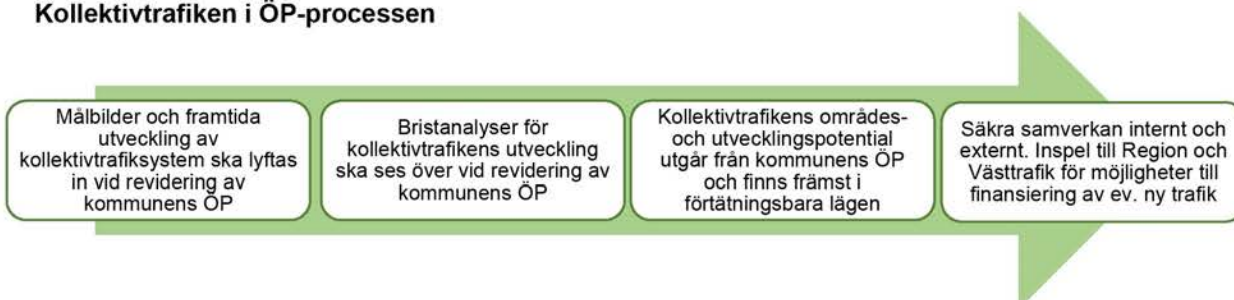 Kollektivtrafiken i ÖP-processen
Målbilder och framtida
utveckling av
kollektivtrafiksystem ska lyftas
in vid revidering av
kommunens ÖP
Bristanalyser för
kollektivtrafikens utveckling
ska ses över vid revidering av
kommunens ÖP
Kollektivtrafikens områdes-
och utvecklingspotential
utgår från kommunens ÖP
och finns främst i
förtätningsbara lägen
Säkra samverkan internt och
externt. Inspel till Region och
Västtrafik för möjligheter till
finansiering av ev. ny trafik